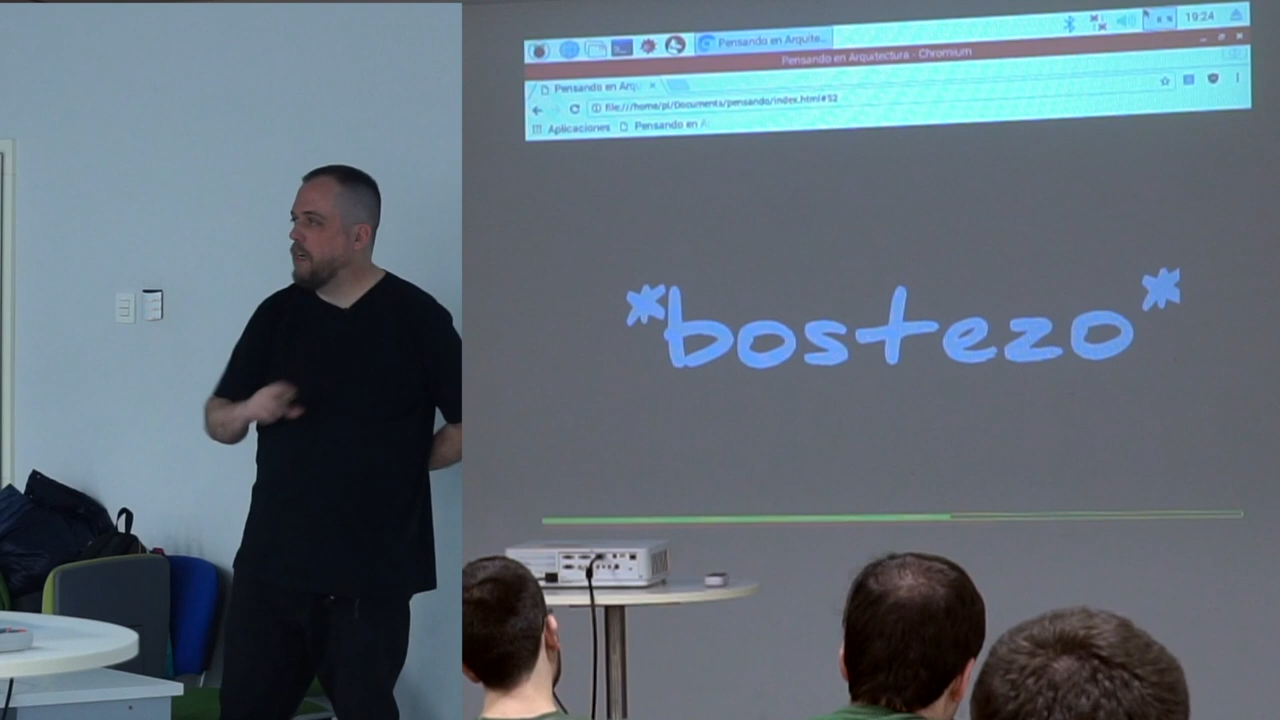 Pensando en Arquite...
19:24
Pensando en Arquitectura - Chromium
Pensando en Arqu
file:///home/pi/Documents/pensando/index.html#52
Aplicaciones
Pensando en A
*bostezo*